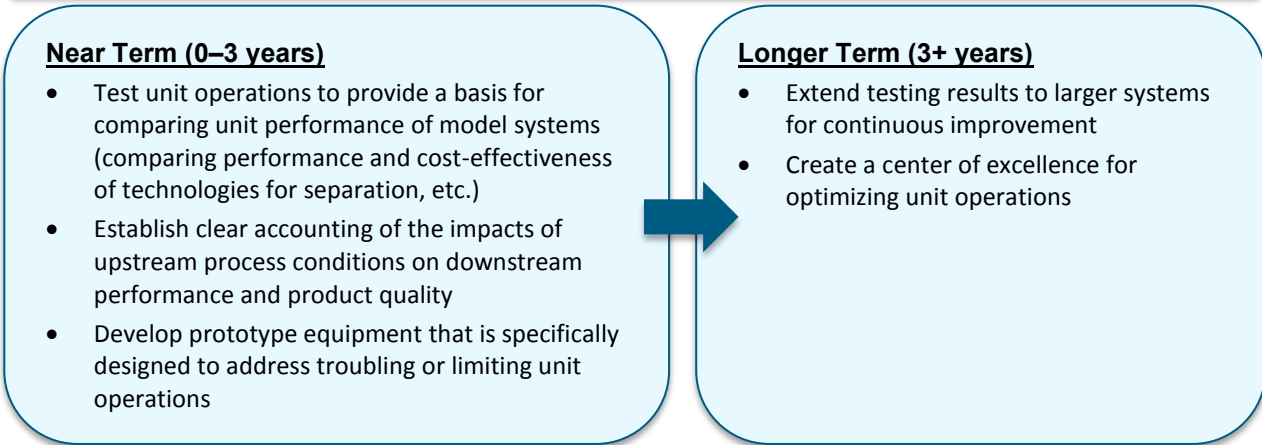 Near Term (0–3 years)
• Test unit operations to provide a basis for
comparing unit performance of model systems
(comparing performance and cost-effectiveness
of technologies for separation, etc.)
• Establish clear accounting of the impacts of
upstream process conditions on downstream
performance and product quality
• Develop prototype equipment that is specifically
designed to address troubling or limiting unit
operations
Longer Term (3+ years)
• Extend testing results to larger systems
for continuous improvement
• Create a center of excellence for
optimizing unit operations